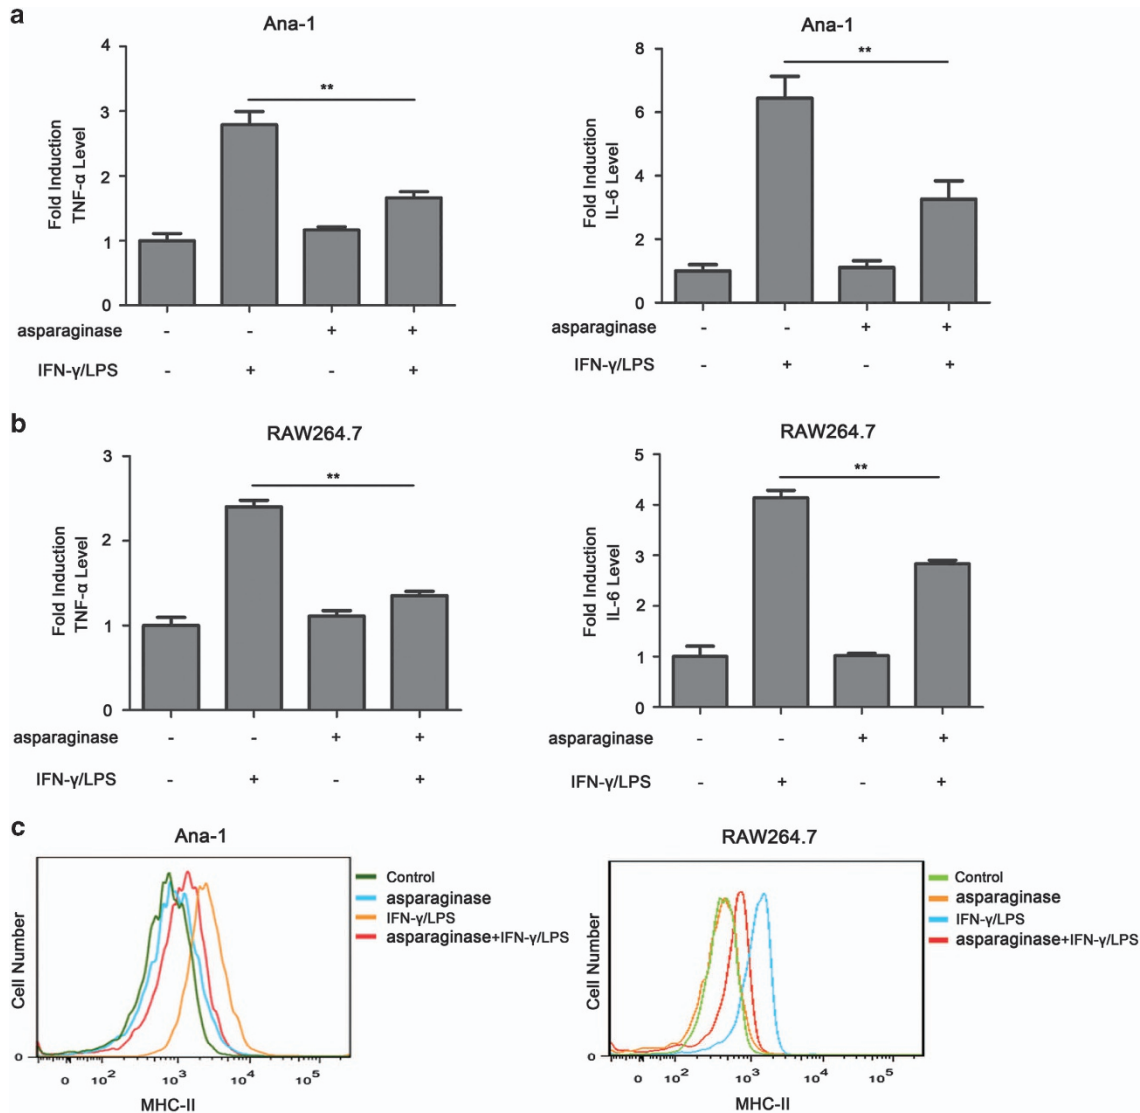 a
Ana-1
Fold Induction
TNF-α Level
4
3
2
1
0
**
asaparaginase - - + +
IFN-γ/LPS - + - +
Ana-1
Fold Induction
IL-6 Level
8
6
4
2
0
**
asparaginase - - + +
IFN-γ/LPS - + - +
b
RAW264.7
Fold Induction
TNF-α Level
3
2
1
0
**
asparaginase - - + +
IFN-γ/LPS - + - +
RAW264.7
Fold Induction
IL-6 Level
5
4
3
2
1
0
**
asparaginase - - + +
IFN-γ/LPS - + - +
c
Ana-1
Cell Number
0
0 10² 10³ 10⁴ 10⁵
MHC-II
Control
asparaginase
IFN-γ/LPS
asparaginase+IFN-γ/LPS
RAW264.7
Cell Number
0
0 10² 10³ 10⁴ 10⁵
MHC-II
Control
asparaginase
IFN-γ/LPS
asparaginase+IFN-γ/LPS